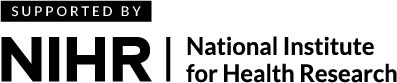 SUPPORTED BY
NIHR | National Institute
for Health Research